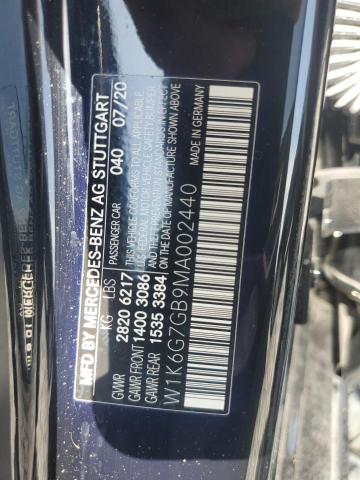 MFD BY MERCEDES-BENZ AG STUTTGART
KG LBS PASSENGER CAR 040 07/20
GVWR 2820 6217
GAWR FRONT 1400 3086
GAWR REAR 1535 3384
THIS VEHICLE CONFORMS TO ALL APPLICABLE
U.S. FEDERAL MOTOR VEHICLE SAFETY, BUMPER
AND THEFT PREVENTION STANDARDS IN EFFECT
ON THE DATE OF MANUFACTURE SHOWN ABOVE
MADE IN GERMANY
W1K6G7GB9MA002440